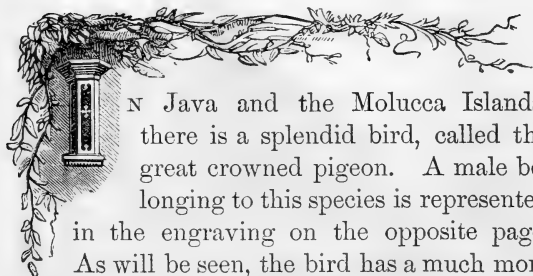 IN Java and the Molucca Island
there is a splendid bird, called th
great crowned pigeon. A male be
longing to this species is represente
in the engraving on the opposite pag
As will be seen, the bird has a much mor